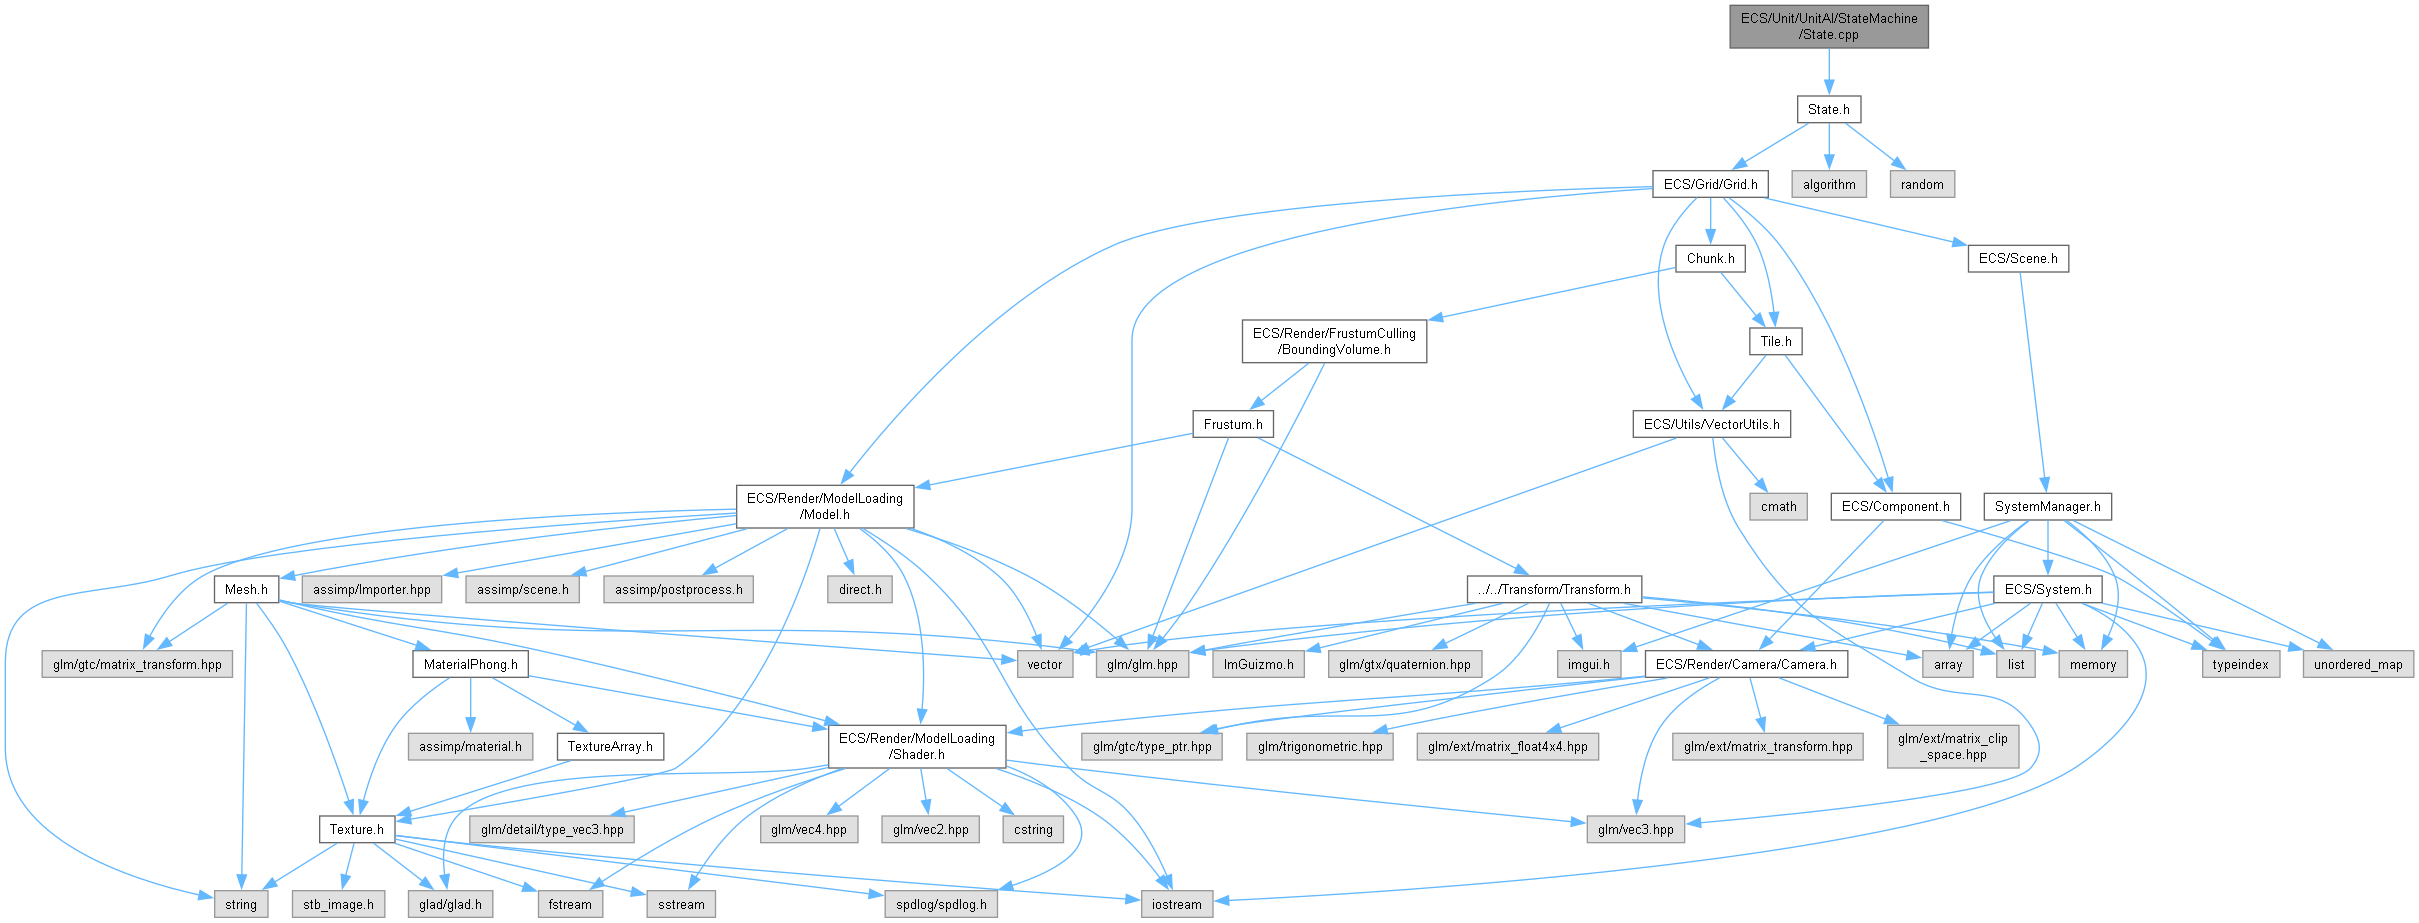 ECS/Unit/UnitAI/StateMachine
/State.cpp
State.h
ECS/Grid/Grid.h
algorithm
random
Chunk.h
ECS/Scene.h
ECS/Render/FrustumCulling
/BoundingVolume.h
Tile.h
Frustum.h
ECS/Utils/VectorUtils.h
ECS/Render/ModelLoading
/Model.h
cmath
ECS/Component.h
SystemManager.h
Mesh.h
assimp/Importer.hpp
assimp/scene.h
assimp/postprocess.h
direct.h
../../Transform/Transform.h
ECS/System.h
glm/gtc/matrix_transform.hpp
MaterialPhong.h
vector
glm/glm.hpp
ImGuizmo.h
glm/gtx/quaternion.hpp
imgui.h
ECS/Render/Camera/Camera.h
array
list
memory
typeindex
unordered_map
assimp/material.h
TextureArray.h
ECS/Render/ModelLoading
/Shader.h
glm/gtc/type_ptr.hpp
glm/trigonometric.hpp
glm/ext/matrix_float4x4.hpp
glm/ext/matrix_transform.hpp
glm/ext/matrix_clip
_space.hpp
Texture.h
glm/detail/type_vec3.hpp
glm/vec4.hpp
glm/vec2.hpp
cstring
glm/vec3.hpp
string
stb_image.h
glad/glad.h
fstream
sstream
spdlog/spdlog.h
iostream